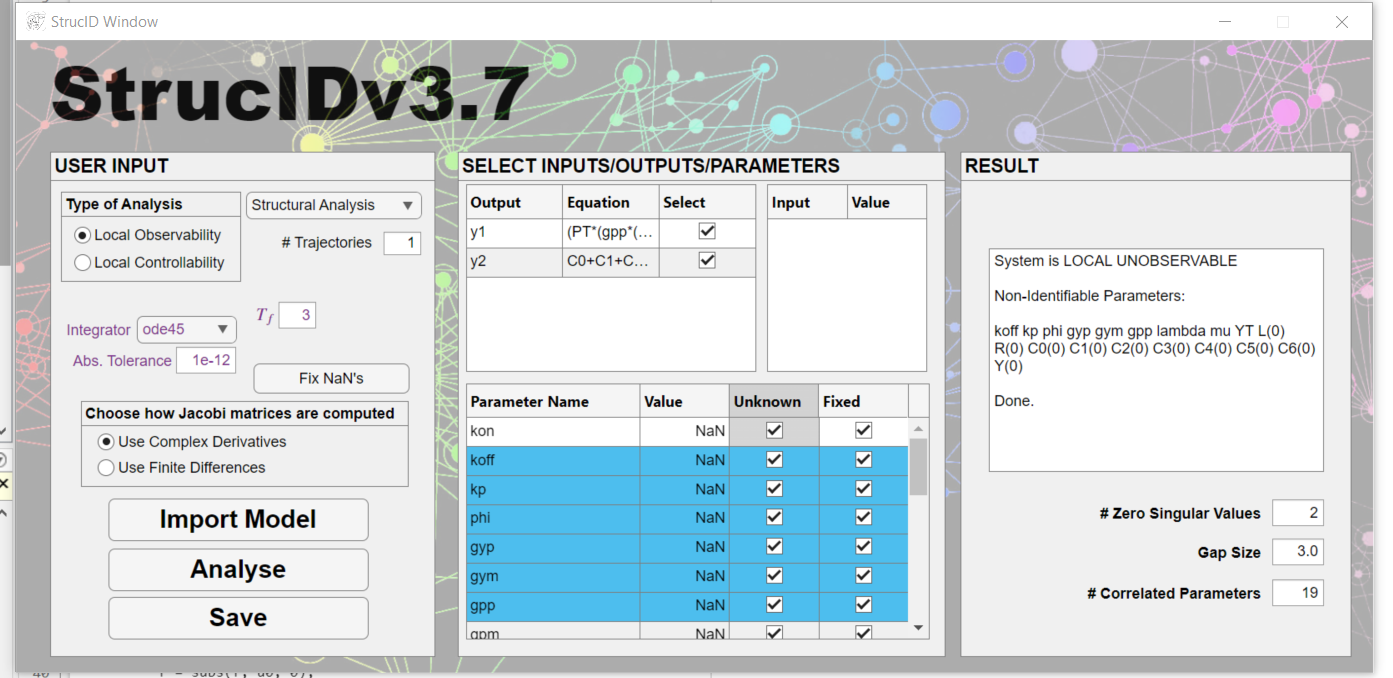 StrucID Window
StrucIDv3.7
USER INPUT
Type of Analysis
Local Observability
Local Controllability
Structural Analysis
# Trajectories 1
Tf 3
Integrator ode45
Abs. Tolerance 1e-12
Fix NaN's
Choose how Jacobi matrices are computed
Use Complex Derivatives
Use Finite Differences
Import Model
Analyse
Save
SELECT INPUTS/OUTPUTS/PARAMETERS
Output Equation Select
y1 (PT*(gpp*(...
y2 C0+C1+C...
Input Value
Parameter Name Value Unknown Fixed
kon NaN
koff NaN
kp NaN
phi NaN
gyp NaN
gym NaN
gpp NaN
gpm NaN
RESULT
System is LOCAL UNOBSERVABLE
Non-Identifiable Parameters:
koff kp phi gyp gym gpp lambda mu YT L(0)
R(0) C0(0) C1(0) C2(0) C3(0) C4(0) C5(0) C6(0)
Y(0)
Done.
# Zero Singular Values 2
Gap Size 3.0
# Correlated Parameters 19